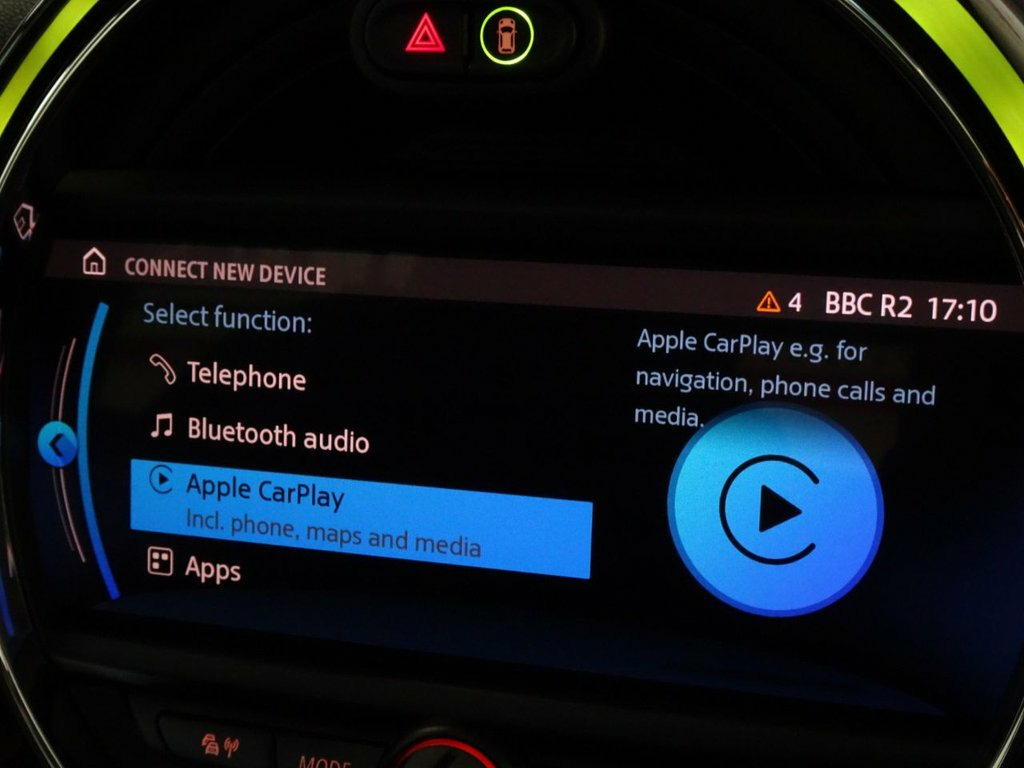 CONNECT NEW DEVICE
4 BBC R2 17:10
Select function:
Telephone
Bluetooth audio
Apple CarPlay
Incl. phone, maps and media
Apps
Apple CarPlay e.g. for
navigation, phone calls and
media.
MODE